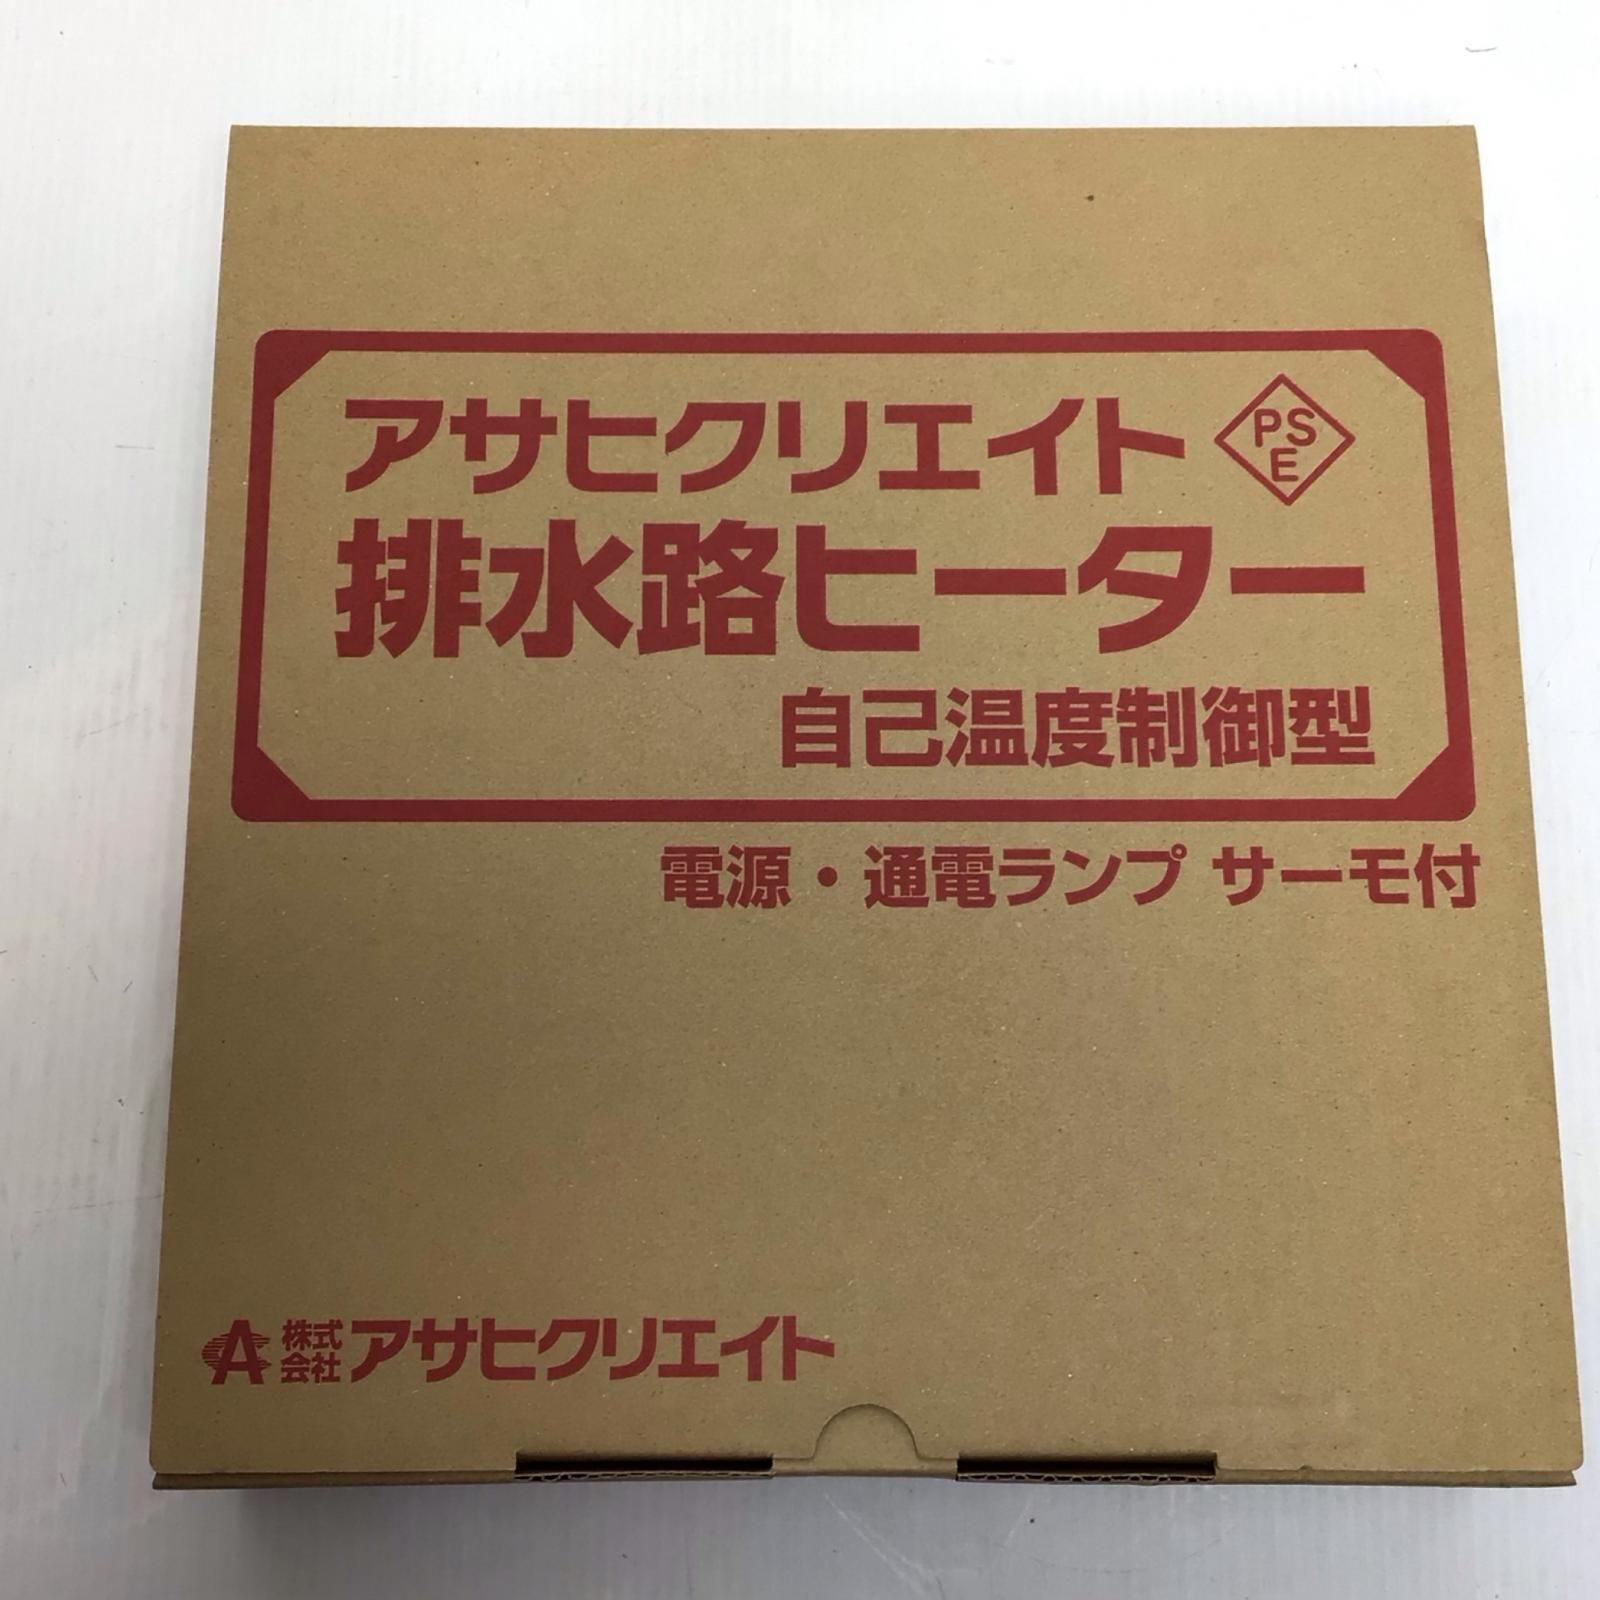 アサヒクリエイト PSE
排水路ヒーター
自己温度制御型
電源・通電ランプ サーモ付
A 株式会社アサヒクリエイト